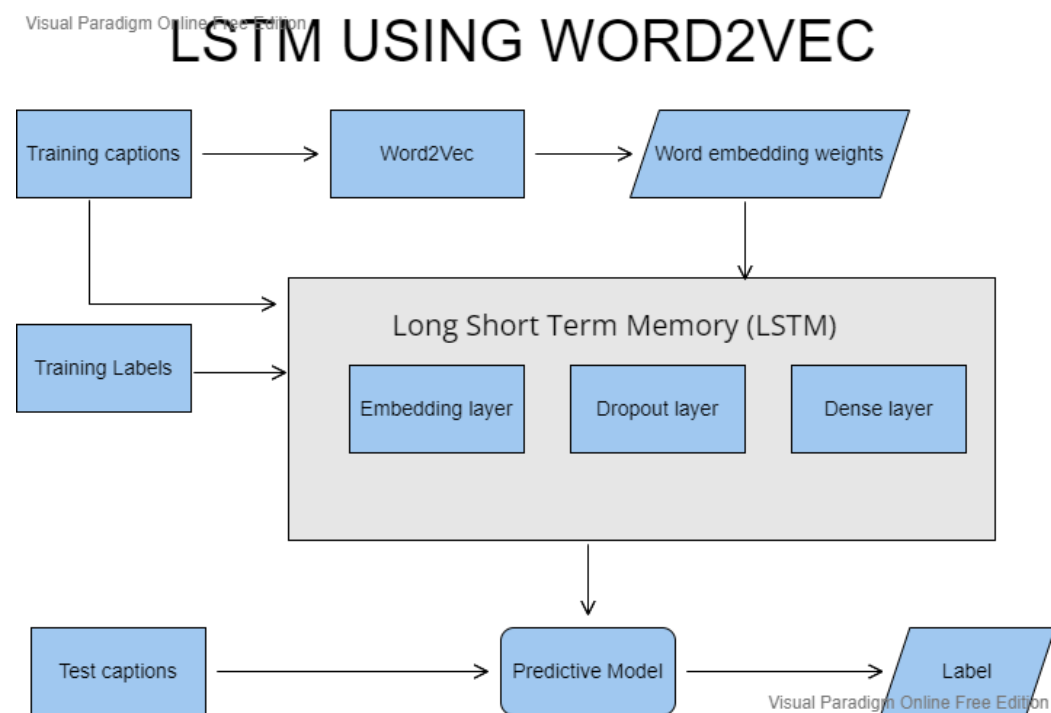 Visual Paradigm Online Free Edition
LSTM USING WORD2VEC
Training captions
Word2Vec
Word embedding weights
Long Short Term Memory (LSTM)
Training Labels
Embedding layer
Dropout layer
Dense layer
Test captions
Predictive Model
Label
Visual Paradigm Online Free Edition